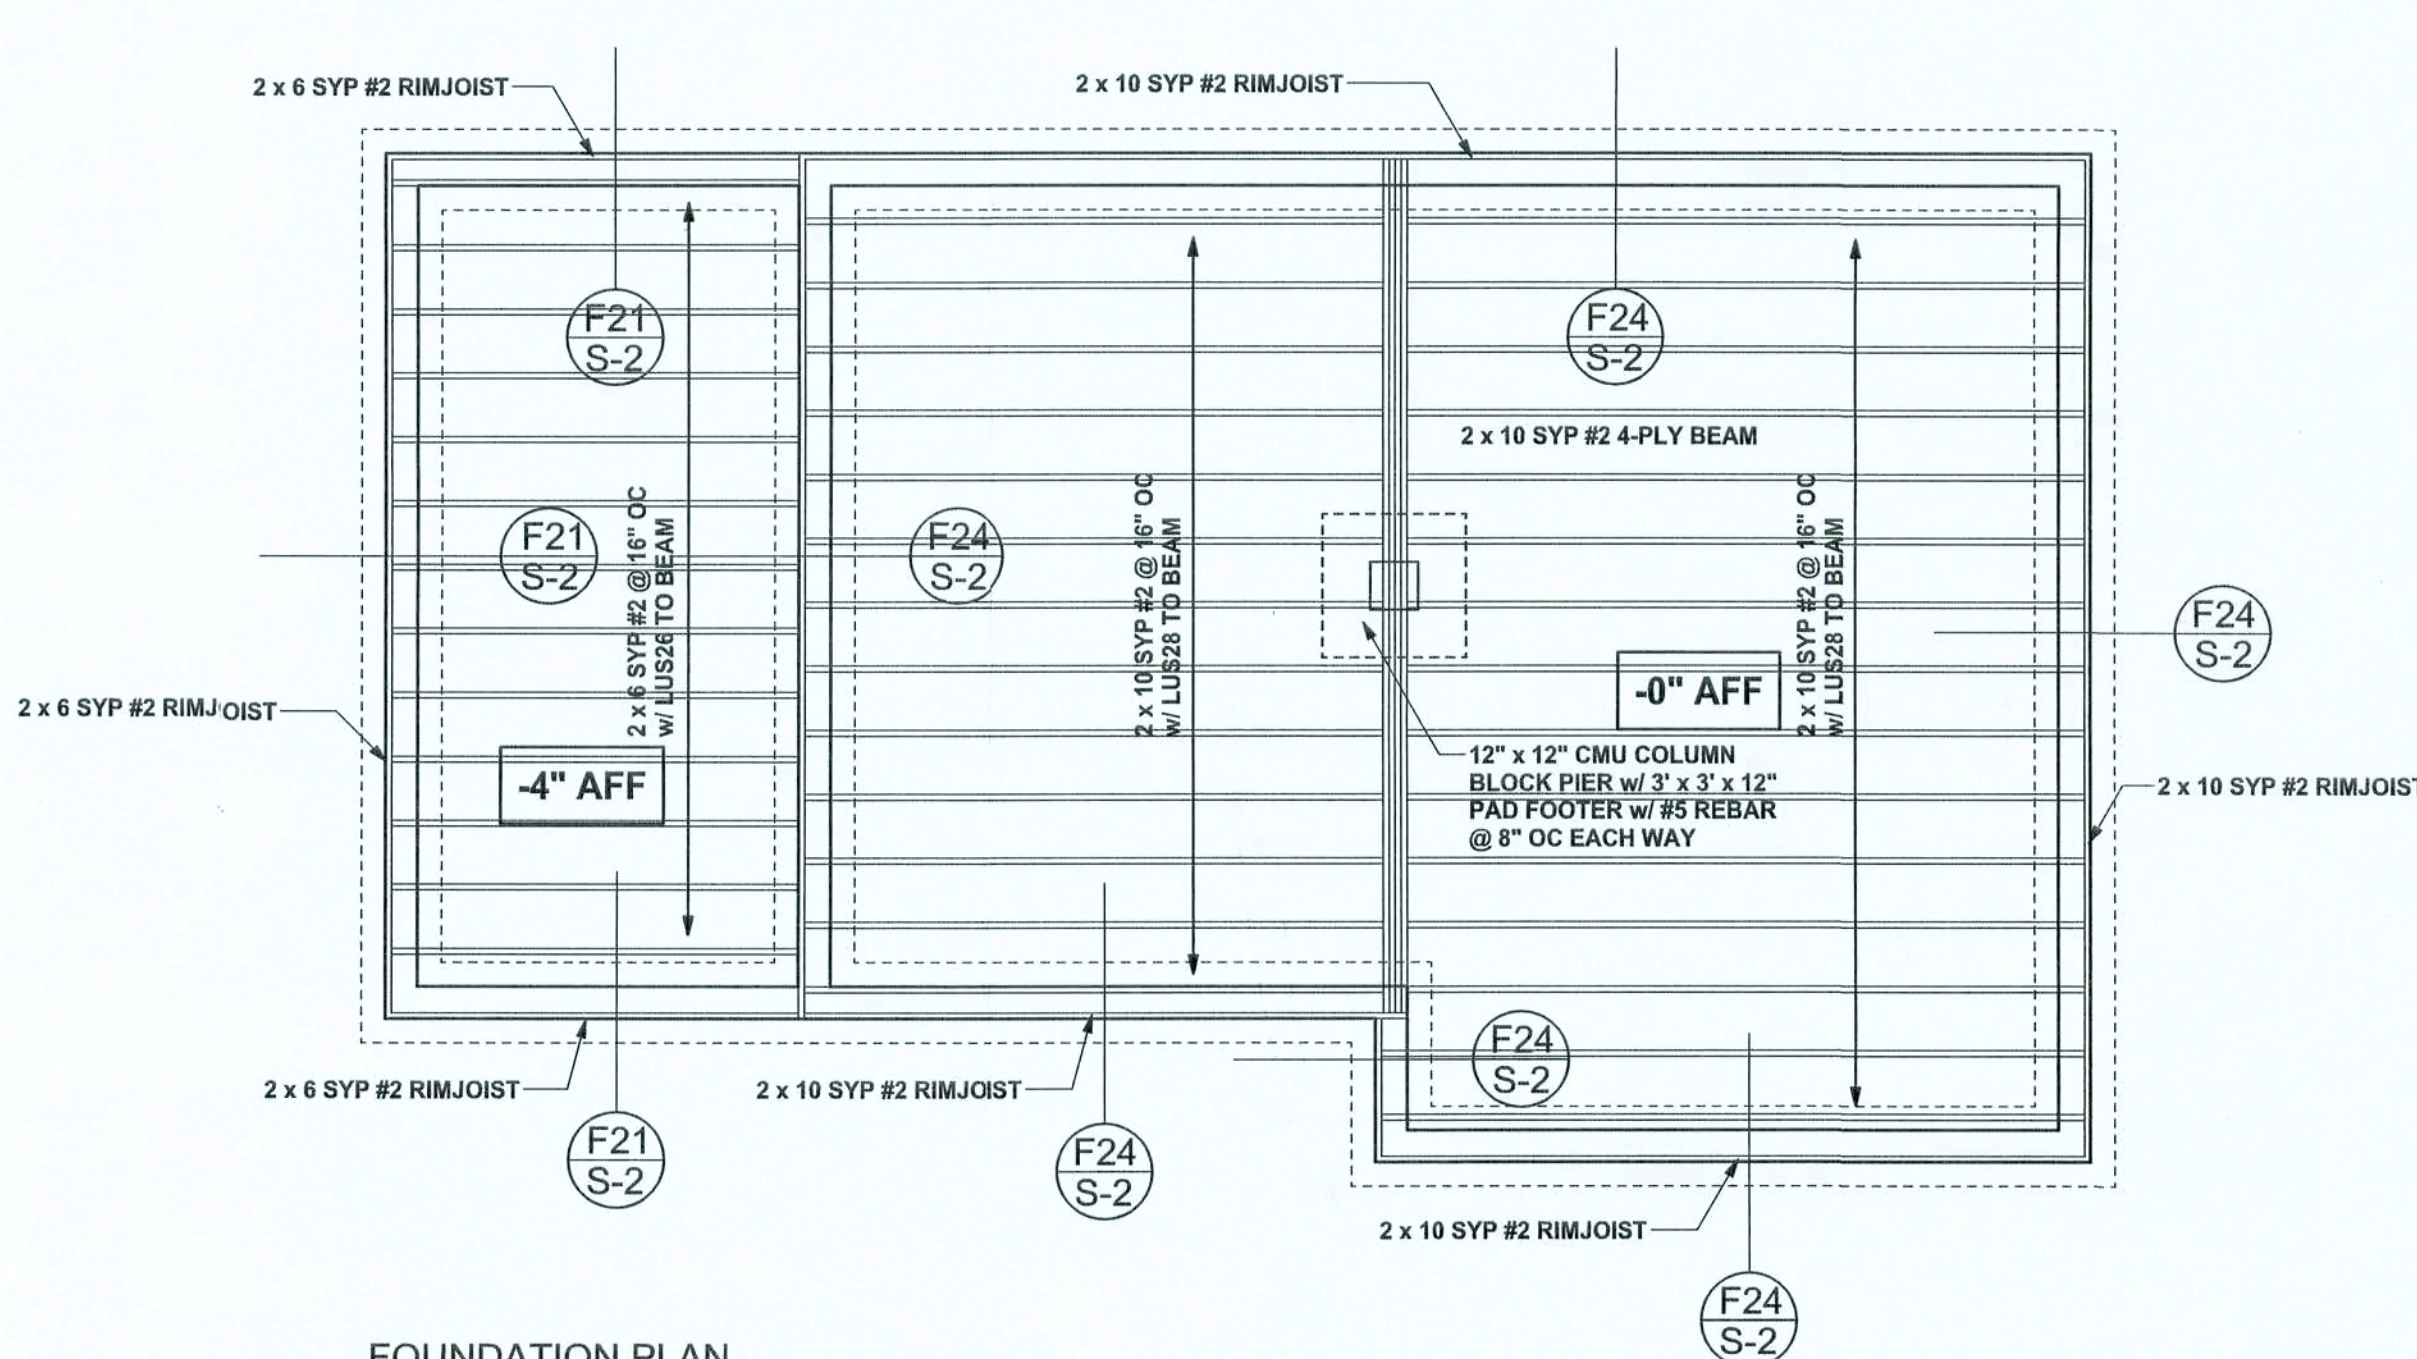 2 x 6 SYP #2 RIMJOIST
2 x 10 SYP #2 RIMJOIST
F21
S-2
F24
S-2
2 x 10 SYP #2 4-PLY BEAM
F21
S-2
2 x 6 SYP #2 @ 16" OC
w/ LUS26 TO BEAM
F24
S-2
2 x 10 SYP #2 @ 16" OC
w/ LUS28 TO BEAM
2 x 10 SYP #2 @ 16" OC
w/ LUS28 TO BEAM
F24
S-2
2 x 6 SYP #2 RIMJOIST
-0" AFF
-4" AFF
12" x 12" CMU COLUMN
BLOCK PIER w/ 3' x 3' x 12"
PAD FOOTER w/ #5 REBAR
@ 8" OC EACH WAY
2 x 10 SYP #2 RIMJOIST
F24
S-2
2 x 6 SYP #2 RIMJOIST
2 x 10 SYP #2 RIMJOIST
F21
S-2
F24
S-2
2 x 10 SYP #2 RIMJOIST
F24
S-2
FOUNDATION PLAN